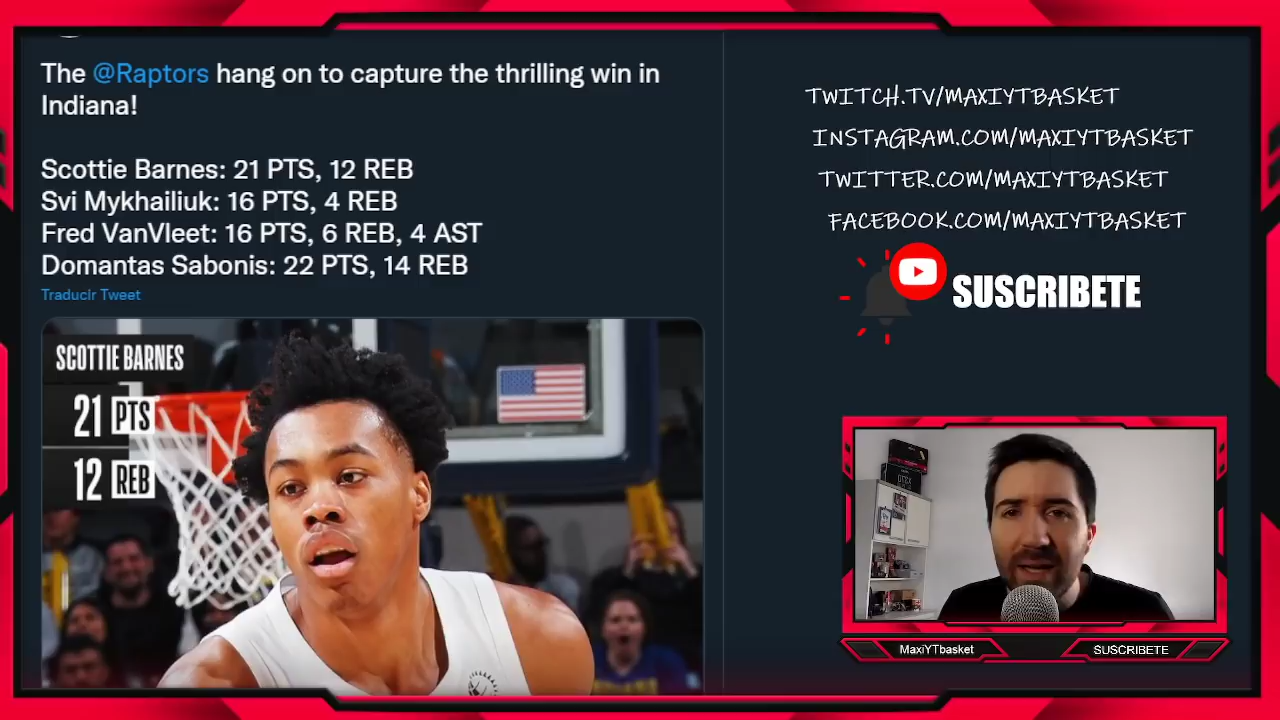 The @Raptors hang on to capture the thrilling win in
Indiana!
Scottie Barnes: 21 PTS, 12 REB
Svi Mykhailiuk: 16 PTS, 4 REB
Fred VanVleet: 16 PTS, 6 REB, 4 AST
Domantas Sabonis: 22 PTS, 14 REB
Traducir Tweet
SCOTTIE BARNES
21 PTS
12 REB
TWITCH.TV/MAXIYTBASKET
INSTAGRAM.COM/MAXIYTBASKET
TWITTER.COM/MAXIYTBASKET
FACEBOOK.COM/MAXIYTBASKET
SUSCRIBETE
MaxiYTbasket
SUSCRIBETE